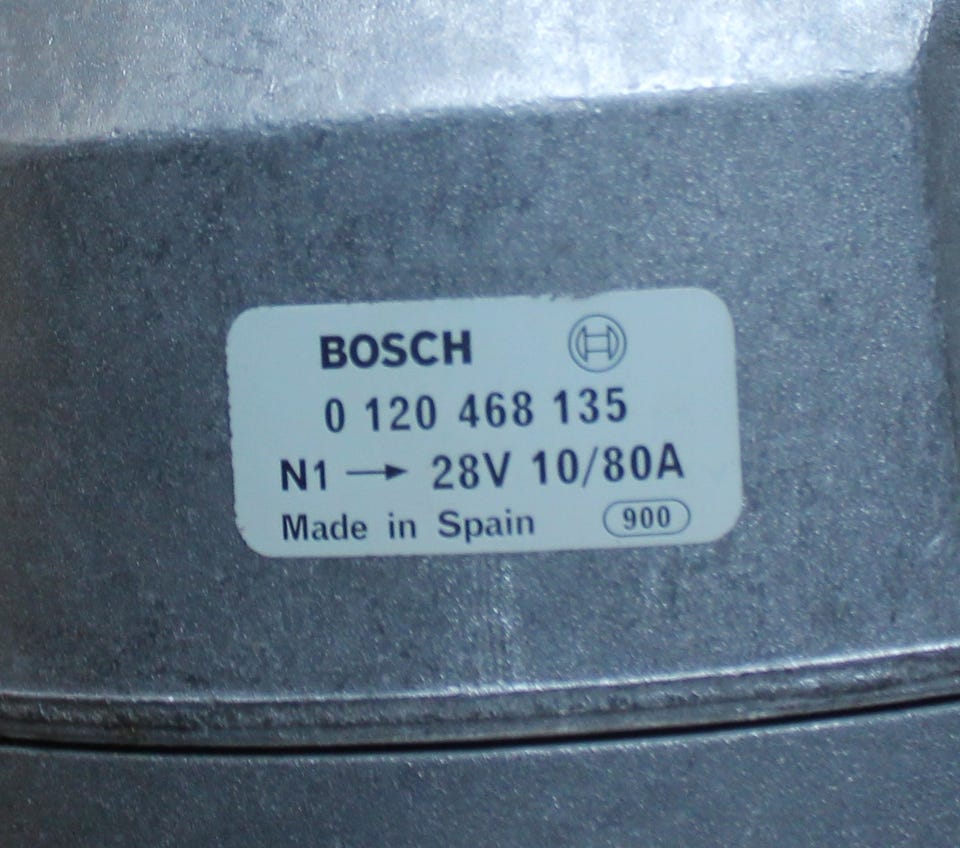 BOSCH
0 120 468 135
N1 → 28V 10/80A
Made in Spain 900